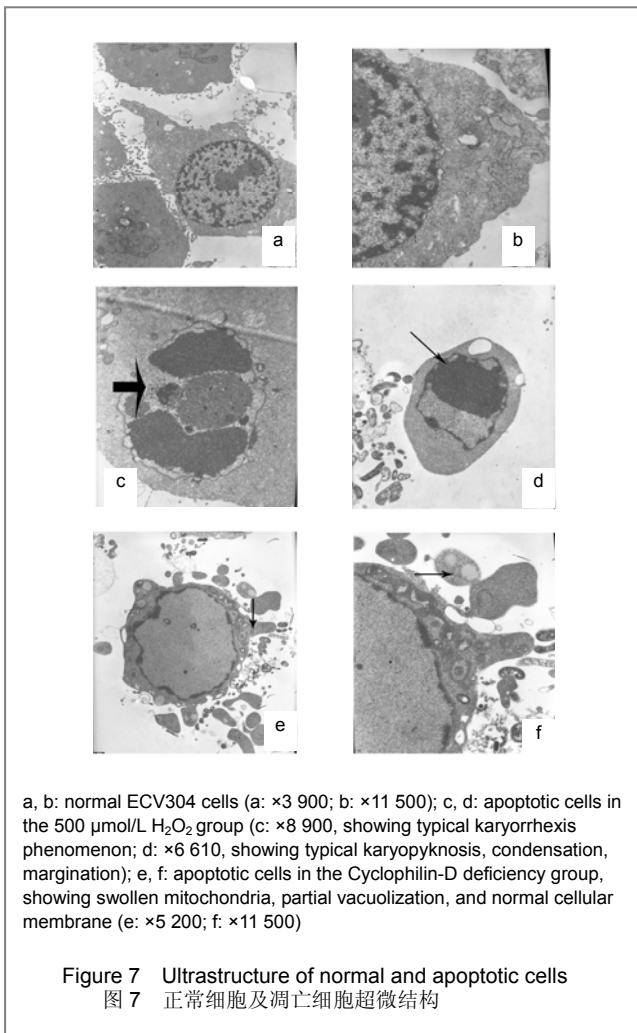 a
b
c
d
e
f
a, b: normal ECV304 cells (a: ×3 900; b: ×11 500); c, d: apoptotic cells in
the 500 μmol/L H₂O₂ group (c: ×8 900, showing typical karyorrhexis
phenomenon; d: ×6 610, showing typical karyopyknosis, condensation,
margination); e, f: apoptotic cells in the Cyclophilin-D deficiency group,
showing swollen mitochondria, partial vacuolization, and normal cellular
membrane (e: ×5 200; f: ×11 500)
Figure 7 Ultrastructure of normal and apoptotic cells
图 7 正常细胞及凋亡细胞超微结构